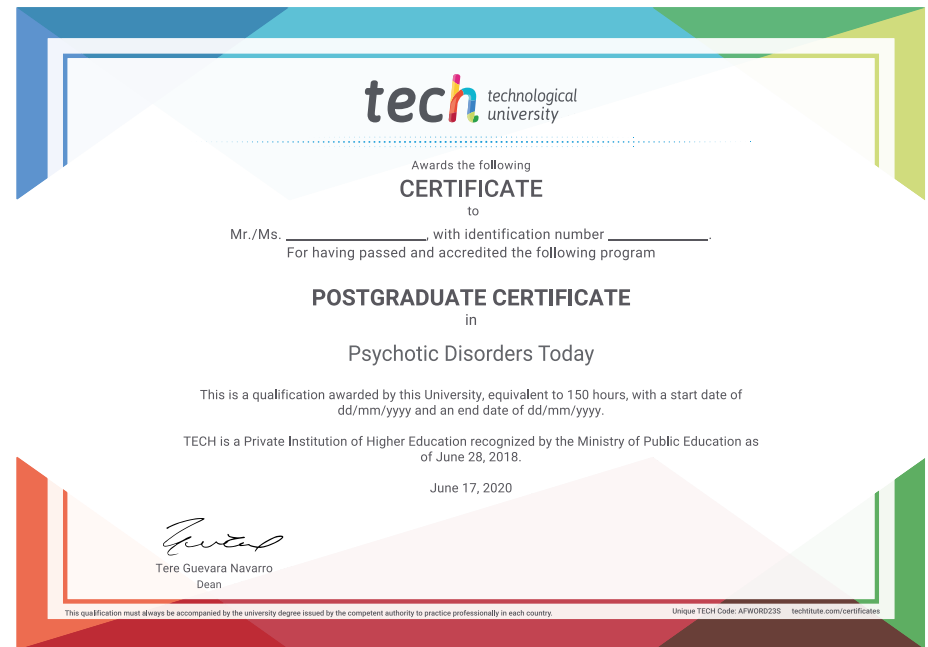 tech technological
university
Awards the following
CERTIFICATE
to
Mr./Ms. ____________________, with identification number ______________.
For having passed and accredited the following program
POSTGRADUATE CERTIFICATE
in
Psychotic Disorders Today
This is a qualification awarded by this University, equivalent to 150 hours, with a start date of
dd/mm/yyyy and an end date of dd/mm/yyyy.
TECH is a Private Institution of Higher Education recognized by the Ministry of Public Education as
of June 28, 2018.
June 17, 2020
Tere Guevara Navarro
Dean
This qualification must always be accompanied by the university degree issued by the competent authority to practice professionally in each country.
Unique TECH Code: AFWORD23S techtitute.com/certificates